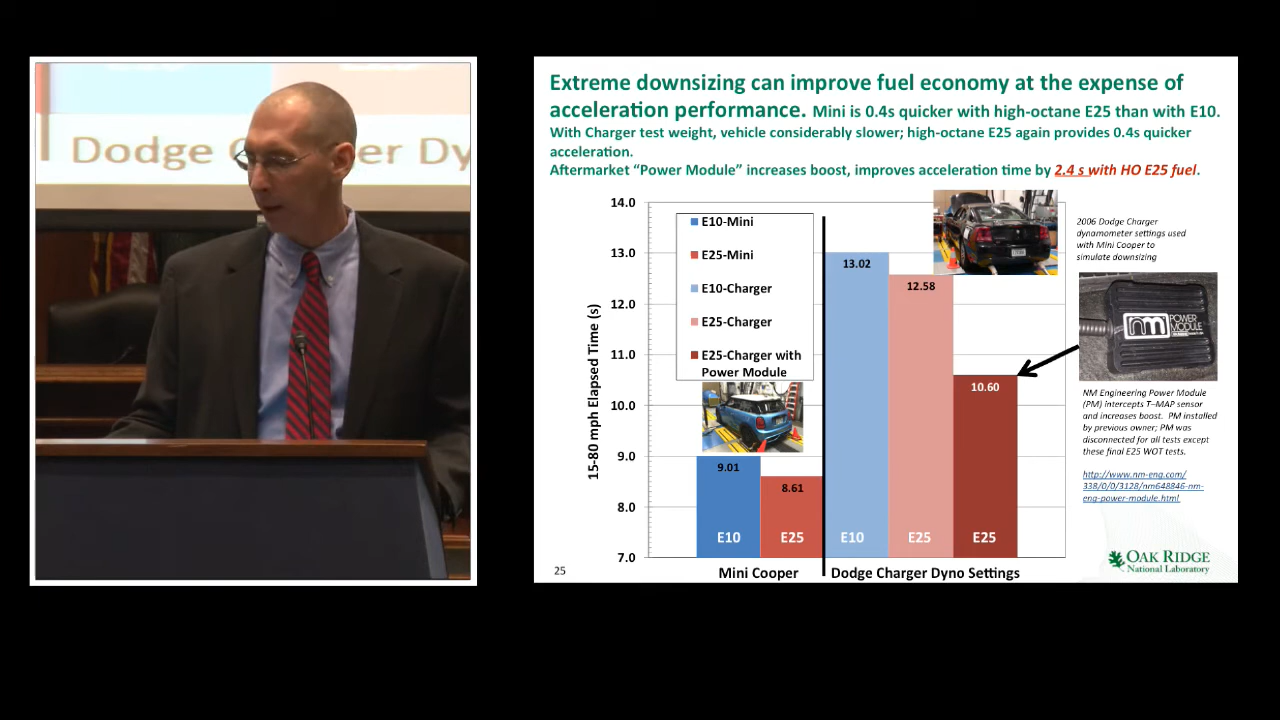 Dodge C er Dy
Extreme downsizing can improve fuel economy at the expense of
acceleration performance. Mini is 0.4s quicker with high-octane E25 than with E10.
With Charger test weight, vehicle considerably slower; high-octane E25 again provides 0.4s quicker
acceleration.
Aftermarket “Power Module” increases boost, improves acceleration time by 2.4 s with HO E25 fuel.
14.0
13.0
12.0
11.0
10.0
9.0
8.0
7.0
15-80 mph Elapsed Time (s)
E10-Mini
E25-Mini
E10-Charger
E25-Charger
E25-Charger with
Power Module
9.01
8.61
13.02
12.58
10.60
E10
E25
E10
E25
E25
Mini Cooper
Dodge Charger Dyno Settings
2006 Dodge Charger
dynamometer settings used
with Mini Cooper to
simulate downsizing
nm POWER
MODULE
NM Engineering Power Module
(PM) intercepts T–MAP sensor
and increases boost. PM installed
by previous owner; PM was
disconnected for all tests except
these final E25 WOT tests.
http://www.nm-eng.com/
338/0/0/3128/nm648846-nm-
eng-power-module.html
25
OAK RIDGE
National Laboratory